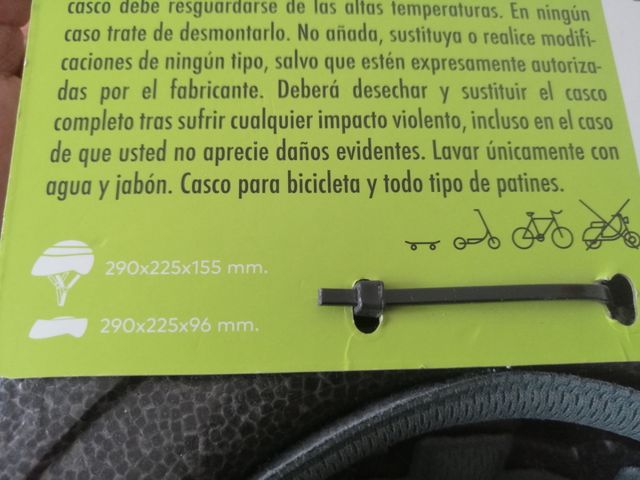 casco debe resguardarse de las altas temperaturas. En ningún
caso trate de desmontarlo. No añada, sustituya o realice modifi-
caciones de ningún tipo, salvo que estén expresamente autoriza-
das por el fabricante. Deberá desechar y sustituir el casco
completo tras sufrir cualquier impacto violento, incluso en el caso
de que usted no aprecie daños evidentes. Lavar únicamente con
agua y jabón. Casco para bicicleta y todo tipo de patines.
290x225x155 mm.
290x225x96 mm.